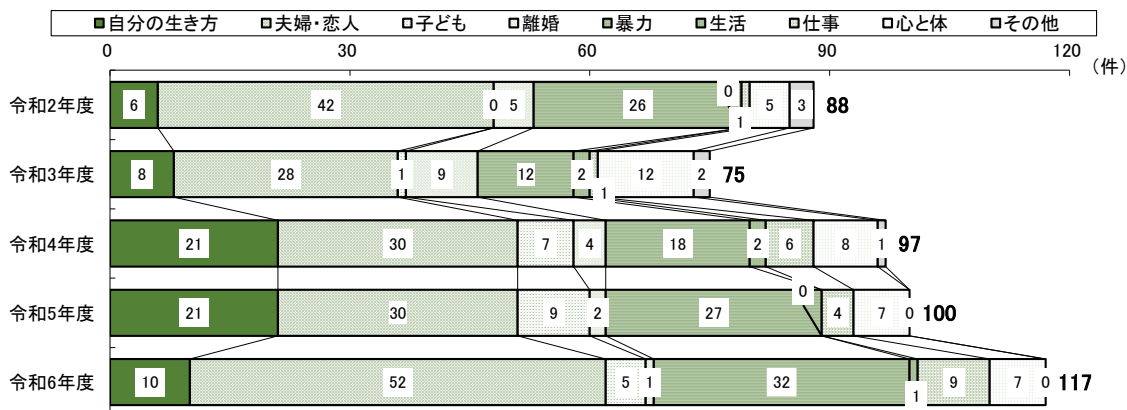 自分の生き方 夫婦・恋人 子ども 離婚 暴力 生活 仕事 心と体 その他
0 30 60 90 120
(件)
令和2年度 6 42 0 5 26 0 1 5 3 88
令和3年度 8 28 1 9 12 2 1 12 2 75
令和4年度 21 30 7 4 18 2 6 8 1 97
令和5年度 21 30 9 2 27 0 4 7 0 100
令和6年度 10 52 5 1 32 1 9 7 0 117